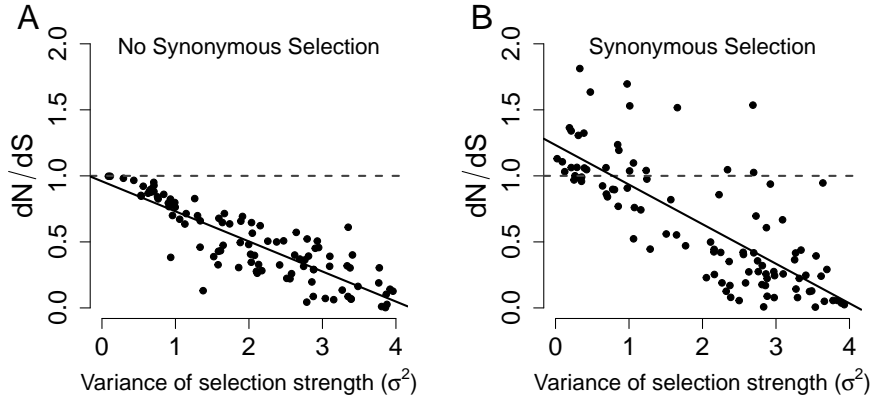 A
No Synonymous Selection
dN / dS
2.0
1.5
1.0
0.5
0.0
0 1 2 3 4
Variance of selection strength (σ²)
B
Synonymous Selection
dN / dS
2.0
1.5
1.0
0.5
0.0
0 1 2 3 4
Variance of selection strength (σ²)